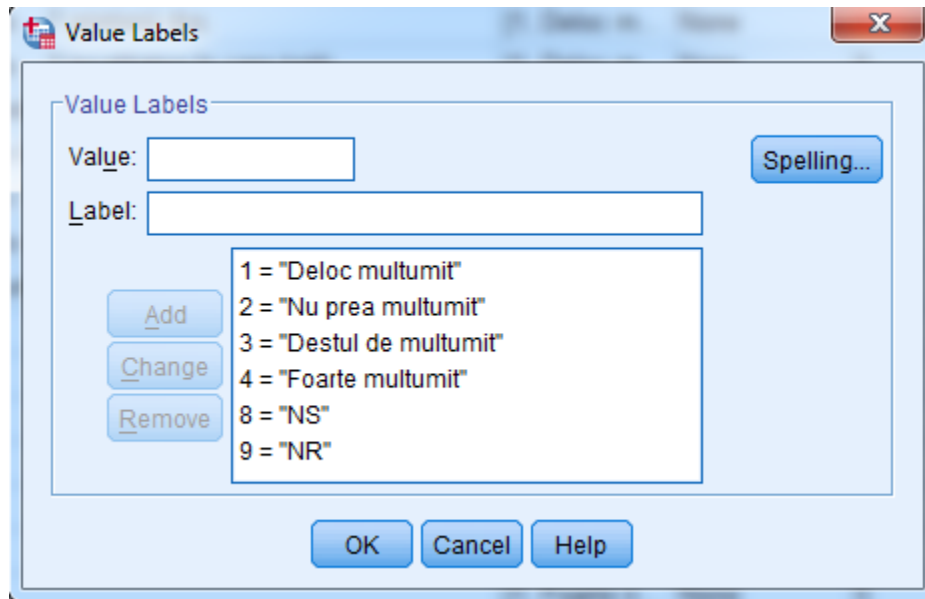 Value Labels
Value Labels
Value:
Spelling...
Label:
1 = "Deloc multumit"
2 = "Nu prea multumit"
3 = "Destul de multumit"
4 = "Foarte multumit"
8 = "NS"
9 = "NR"
Add
Change
Remove
OK Cancel Help